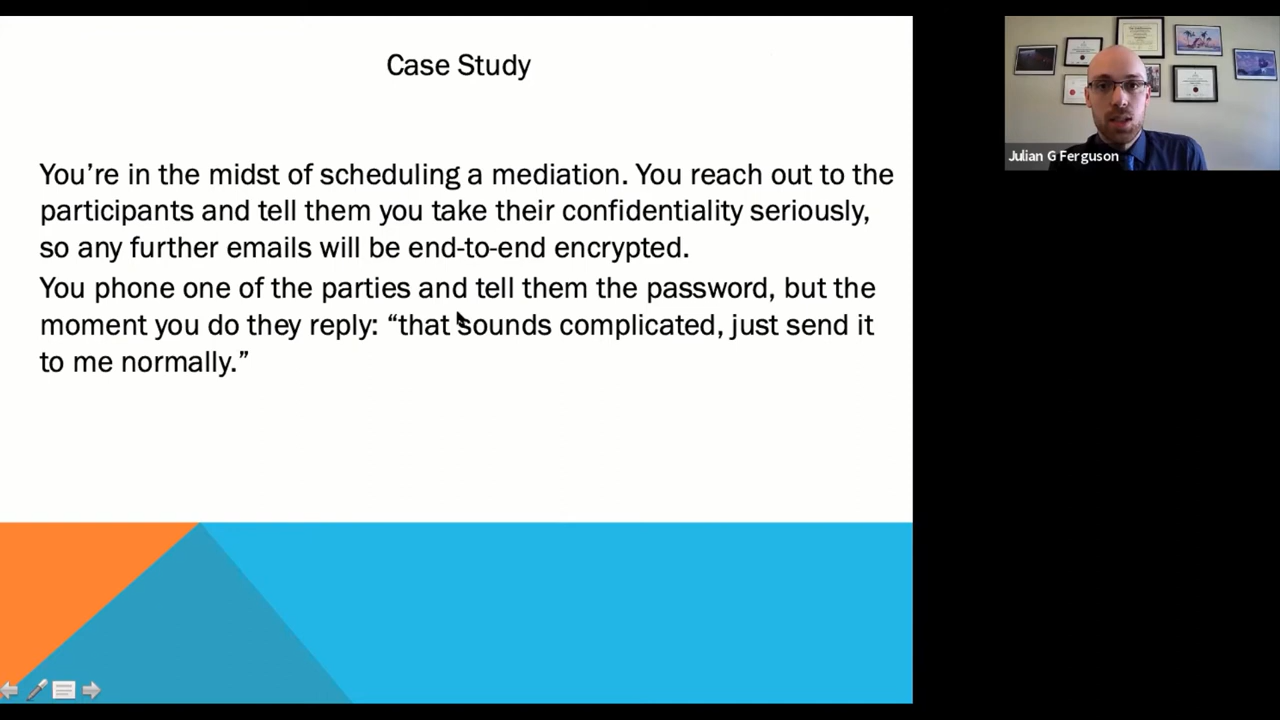 Case Study
You’re in the midst of scheduling a mediation. You reach out to the
participants and tell them you take their confidentiality seriously,
so any further emails will be end-to-end encrypted.
You phone one of the parties and tell them the password, but the
moment you do they reply: “that sounds complicated, just send it
to me normally.”
Julian G Ferguson